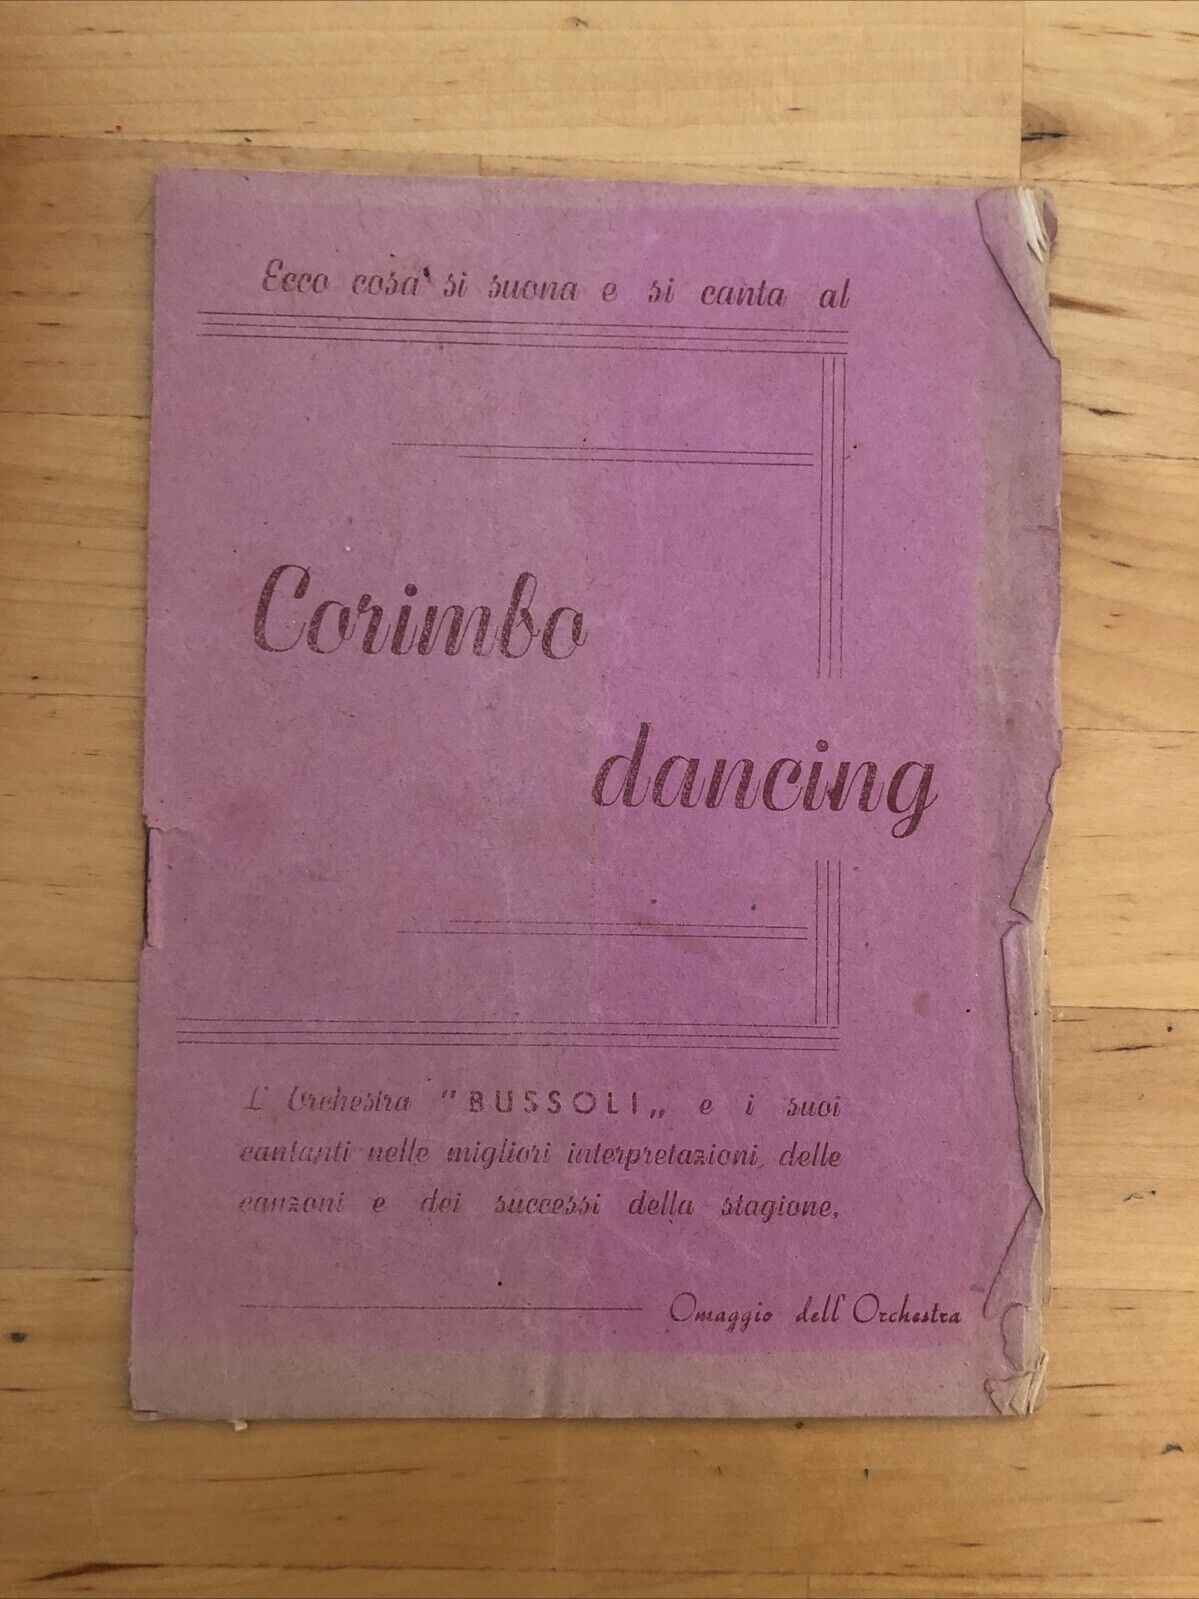 Ecco cosa si suona e si canta al
Corimbo
dancing
L' Orchestra "BUSSOLI„ e i suoi
cantanti nelle migliori interpretazioni, delle
canzoni e dei successi della stagione,
Omaggio dell' Orchestra